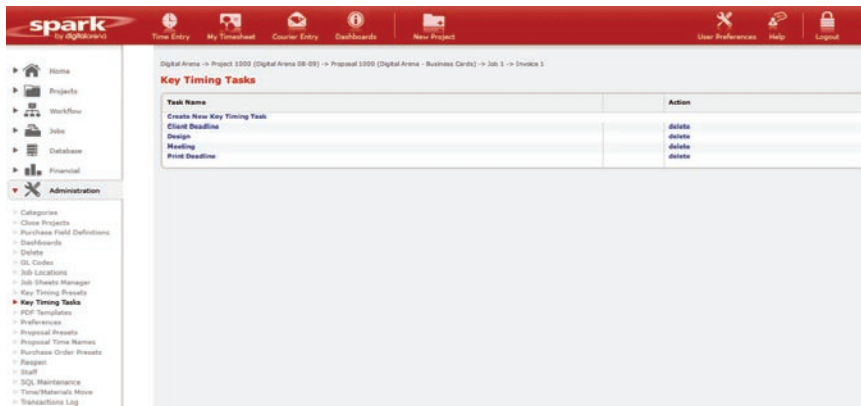 spark
by digitalarena
Time Entry
My Timesheet
Courier Entry
Dashboards
New Project
User Preferences
Help
Logout
Digital Arena -> Project 1000 (Digital Arena 08-09) -> Proposal 1000 (Digital Arena - Business Cards) -> Job 1 -> Invoice 1
Key Timing Tasks
Task Name Action
Create New Key Timing Task
Client Deadline delete
Design delete
Meeting delete
Print Deadline delete
Home
Projects
Workflow
Jobs
Database
Financial
Administration
Categories
Close Projects
Purchase Field Definitions
Dashboards
Delete
GL Codes
Job Locations
Job Sheets Manager
Key Timing Presets
Key Timing Tasks
PDF Templates
Preferences
Proposal Presets
Proposal Time Names
Purchase Order Presets
Reopen
Staff
SQL Maintenance
Time/Materials Move
Transactions Log